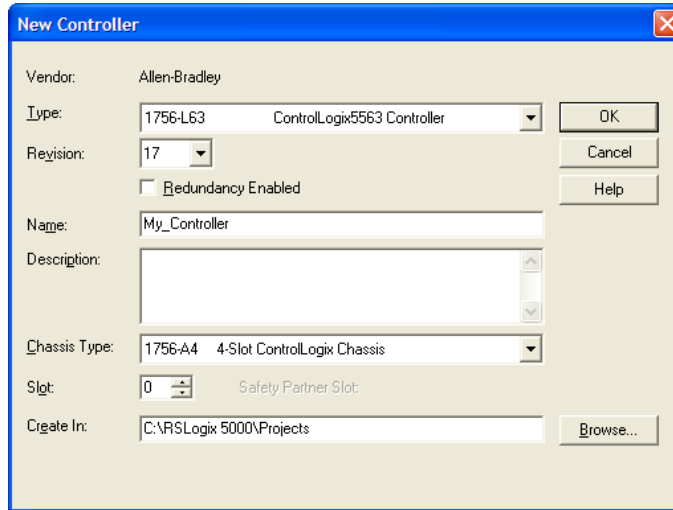 New Controller
Vendor: Allen-Bradley
Type: 1756-L63 ControlLogix5563 Controller OK
Revision: 17 Cancel
Redundancy Enabled Help
Name: My_Controller
Description:
Chassis Type: 1756-A4 4-Slot ControlLogix Chassis
Slot: 0 Safety Partner Slot:
Create In: C:\RSLogix 5000\Projects Browse...